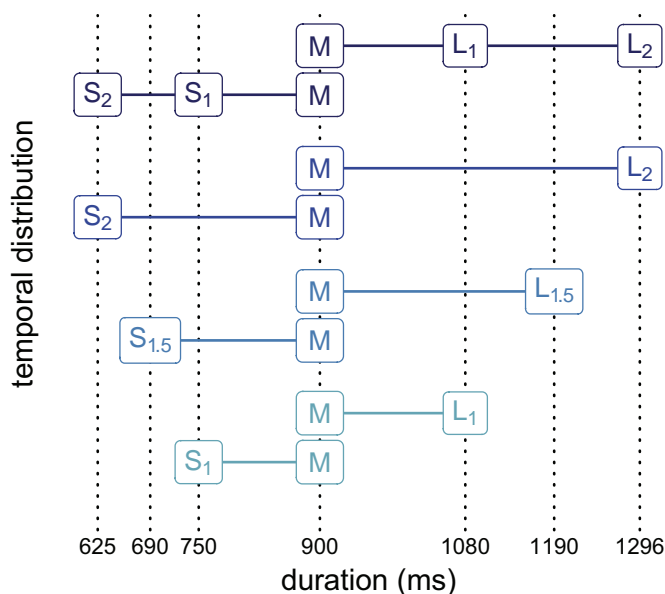 M L₁ L₂
S₂ S₁ M
M L₂
S₂ M
M L₁.₅
S₁.₅ M
M L₁
S₁ M
temporal distribution
625 690 750 900 1080 1190 1296
duration (ms)